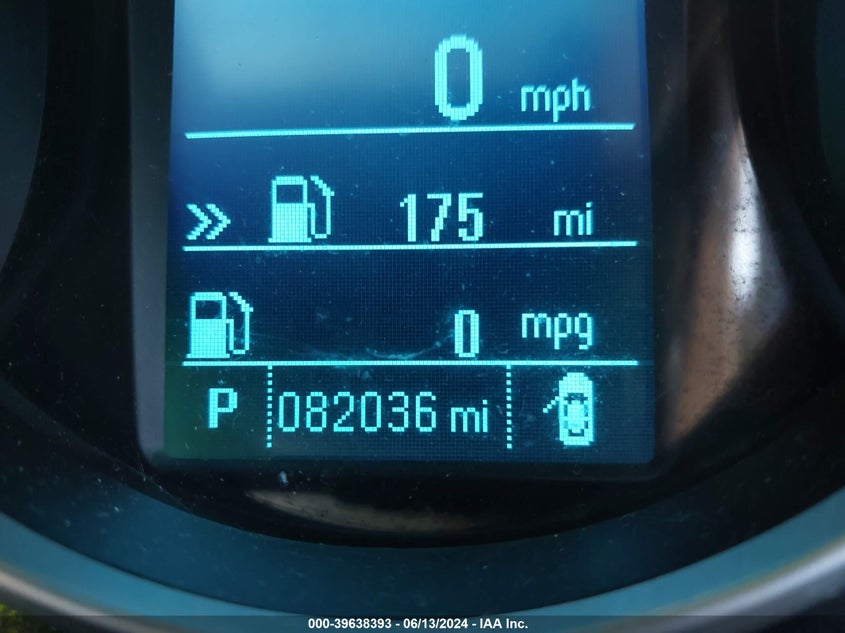 0 mph
» 175 mi
0 mpg
P 082036 mi
000-39638393 - 06/13/2024 - IAA Inc.